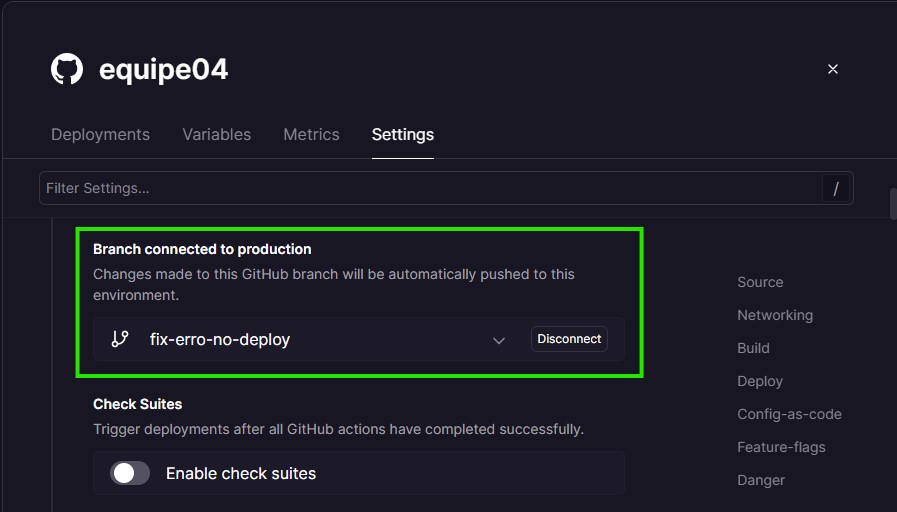 equipe04
Deployments Variables Metrics Settings
Filter Settings...
/
Branch connected to production
Changes made to this GitHub branch will be automatically pushed to this
environment.
fix-erro-no-deploy
Disconnect
Check Suites
Trigger deployments after all GitHub actions have completed successfully.
Enable check suites
Source
Networking
Build
Deploy
Config-as-code
Feature-flags
Danger